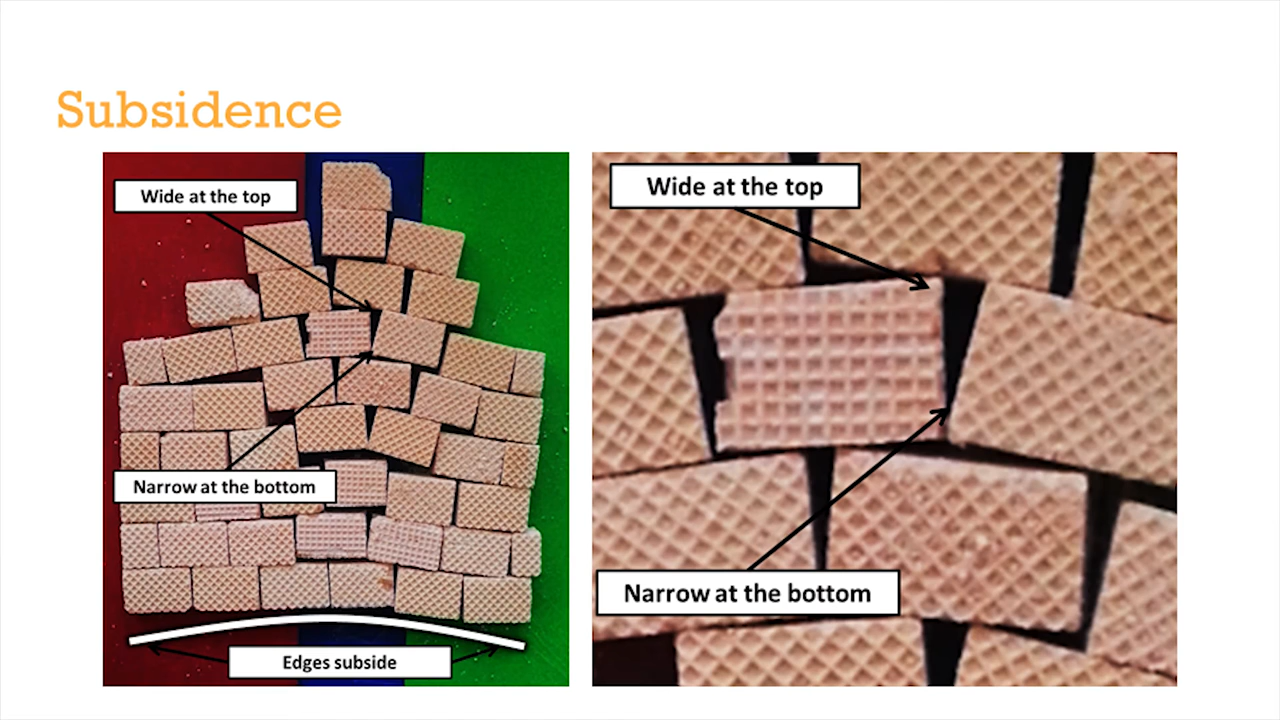 Subsidence
Wide at the top
Narrow at the bottom
Edges subside
Wide at the top
Narrow at the bottom